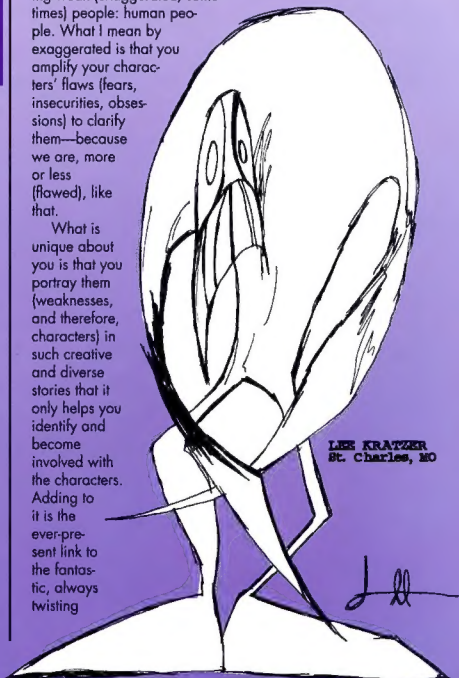 times) people: human peo-
ple. What I mean by
exaggerated is that you
amplify your charac-
ters' flaws (fears,
insecurities, obses-
sions) to clarify
them—because
we are, more
or less
(flawed), like
that.
What is
unique about
you is that you
portray them
(weaknesses,
and therefore,
characters) in
such creative
and diverse
stories that it
only helps you
identify and
become
involved with
the characters.
Adding to
it is the
ever-pre-
sent link to
the fantas-
tic, always
twisting
LEE KRATZER
St. Charles, MO